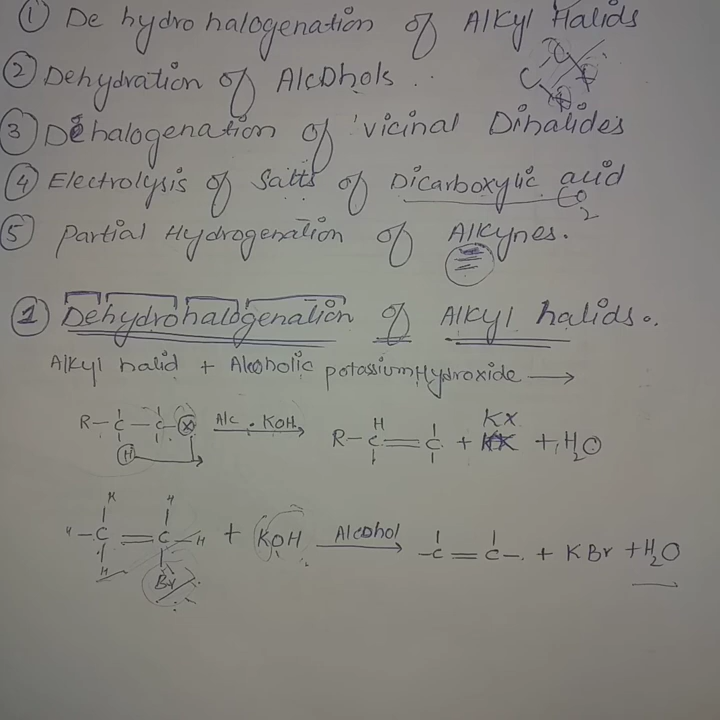 ① De hydro halogenation of Alkyl Halids
② Dehydration of Alcohols
③ Dehalogenation of vicinal Dihalides
④ Electrolysis of Salts of Dicarboxylic acid
CO2
⑤ Partial Hydrogenation of Alkynes.
① Dehydrohalogenation of Alkyl halids.
Alkyl halid + Alcoholic potassium Hydroxide →
R-C-C-X Alc. KOH → R-C=C + KX + H2O
H H
H H
H-C=C-H + KOH Alcohol → -C=C- + KBr + H2O
H Br